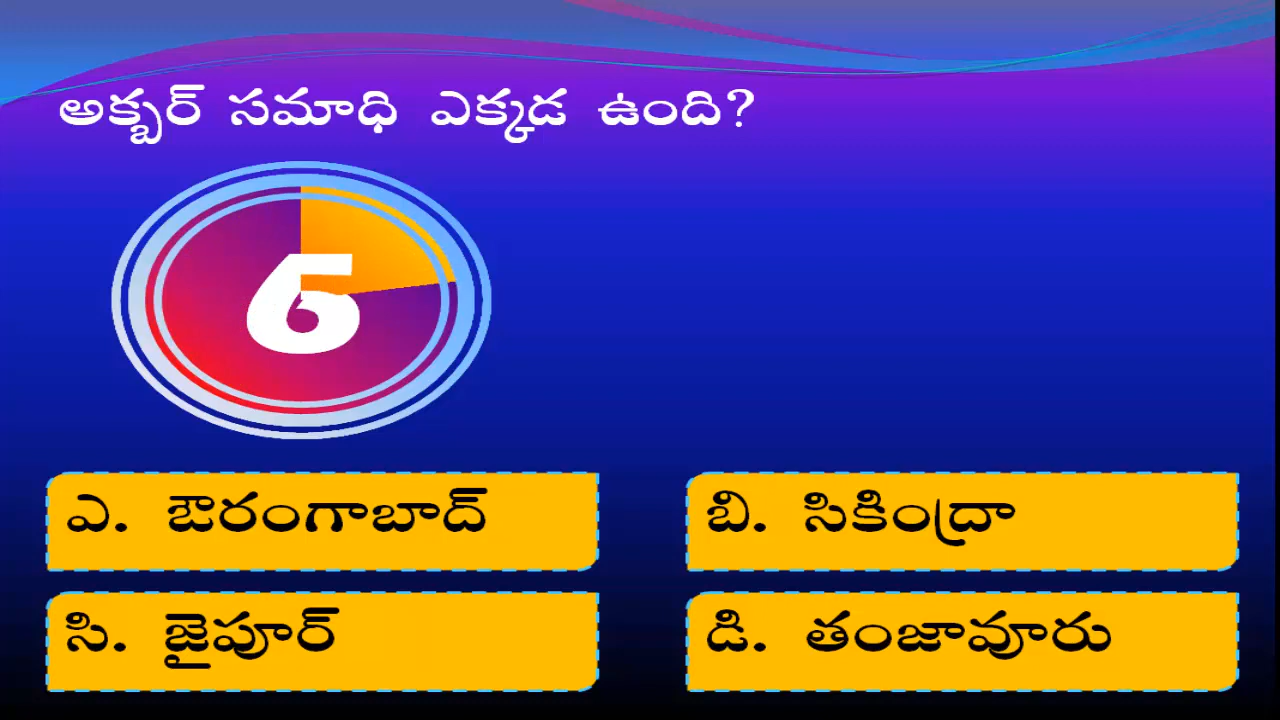 అక్బర్ సమాధి ఎక్కడ ఉంది?
6
ఎ. ఔరంగాబాద్
బి. సికింద్రా
సి. జైపూర్
డి. తంజావూరు